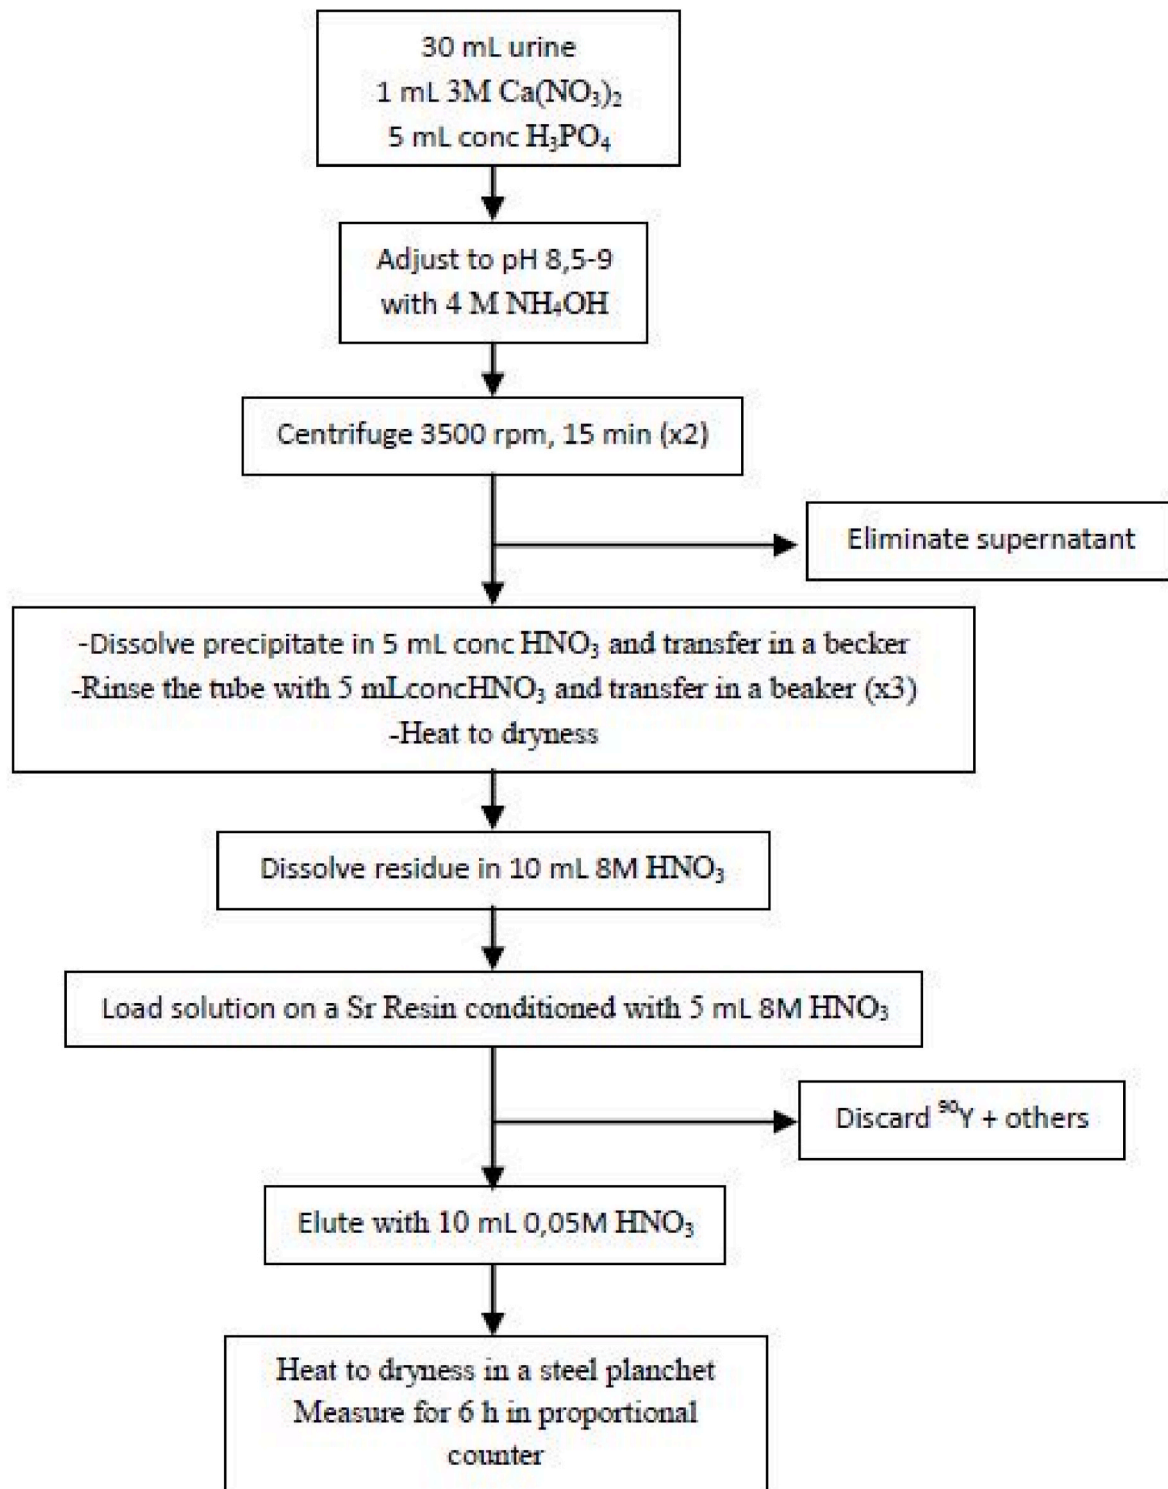 30 mL urine
1 mL 3M Ca(NO₃)₂
5 mL conc H₃PO₄
Adjust to pH 8,5-9
with 4 M NH₄OH
Centrifuge 3500 rpm, 15 min (x2)
Eliminate supernatant
-Dissolve precipitate in 5 mL conc HNO₃ and transfer in a becker
-Rinse the tube with 5 mLconcHNO₃ and transfer in a beaker (x3)
-Heat to dryness
Dissolve residue in 10 mL 8M HNO₃
Load solution on a Sr Resin conditioned with 5 mL 8M HNO₃
Discard ⁹⁰Y + others
Elute with 10 mL 0,05M HNO₃
Heat to dryness in a steel planchet
Measure for 6 h in proportional
counter